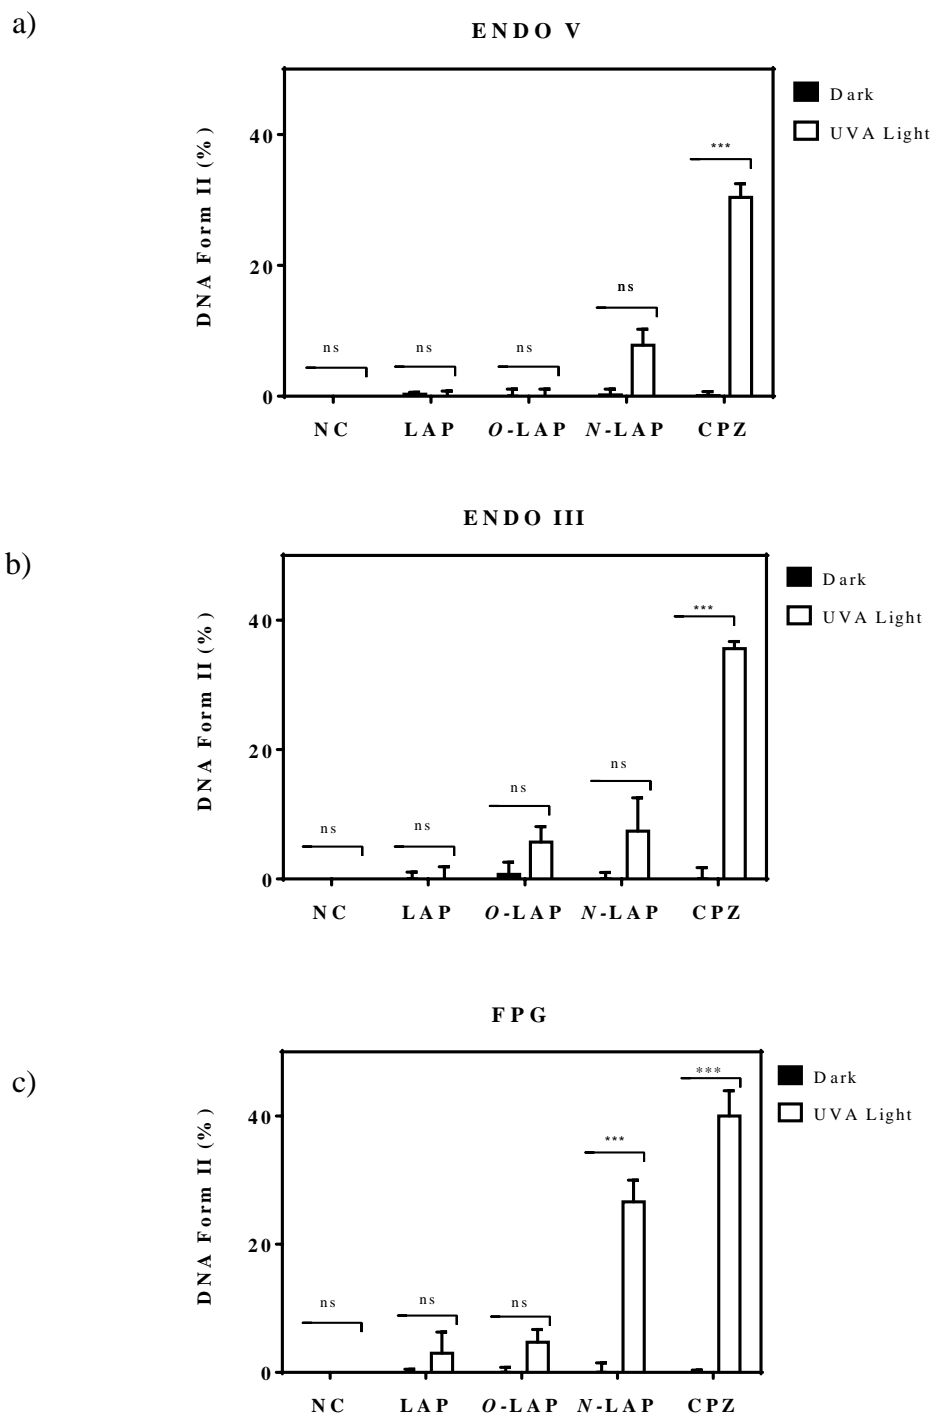 a)
ENDO V
Dark
UVA Light
DNA Form II (%)
40
20
0
ns
ns
ns
ns
***
NC LAP O-LAP N-LAP CPZ
b)
ENDO III
Dark
UVA Light
DNA Form II (%)
40
20
0
ns
ns
ns
ns
***
NC LAP O-LAP N-LAP CPZ
c)
FPG
Dark
UVA Light
DNA Form II (%)
40
20
0
ns
ns
ns
***
***
NC LAP O-LAP N-LAP CPZ